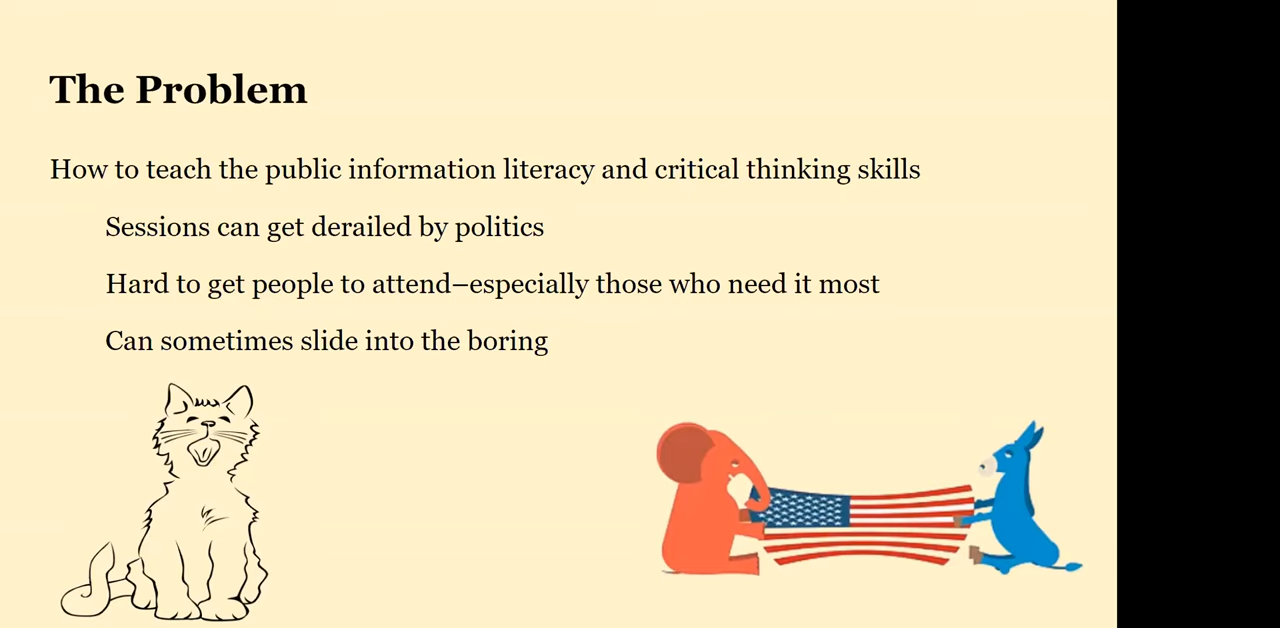 The Problem
How to teach the public information literacy and critical thinking skills
Sessions can get derailed by politics
Hard to get people to attend–especially those who need it most
Can sometimes slide into the boring